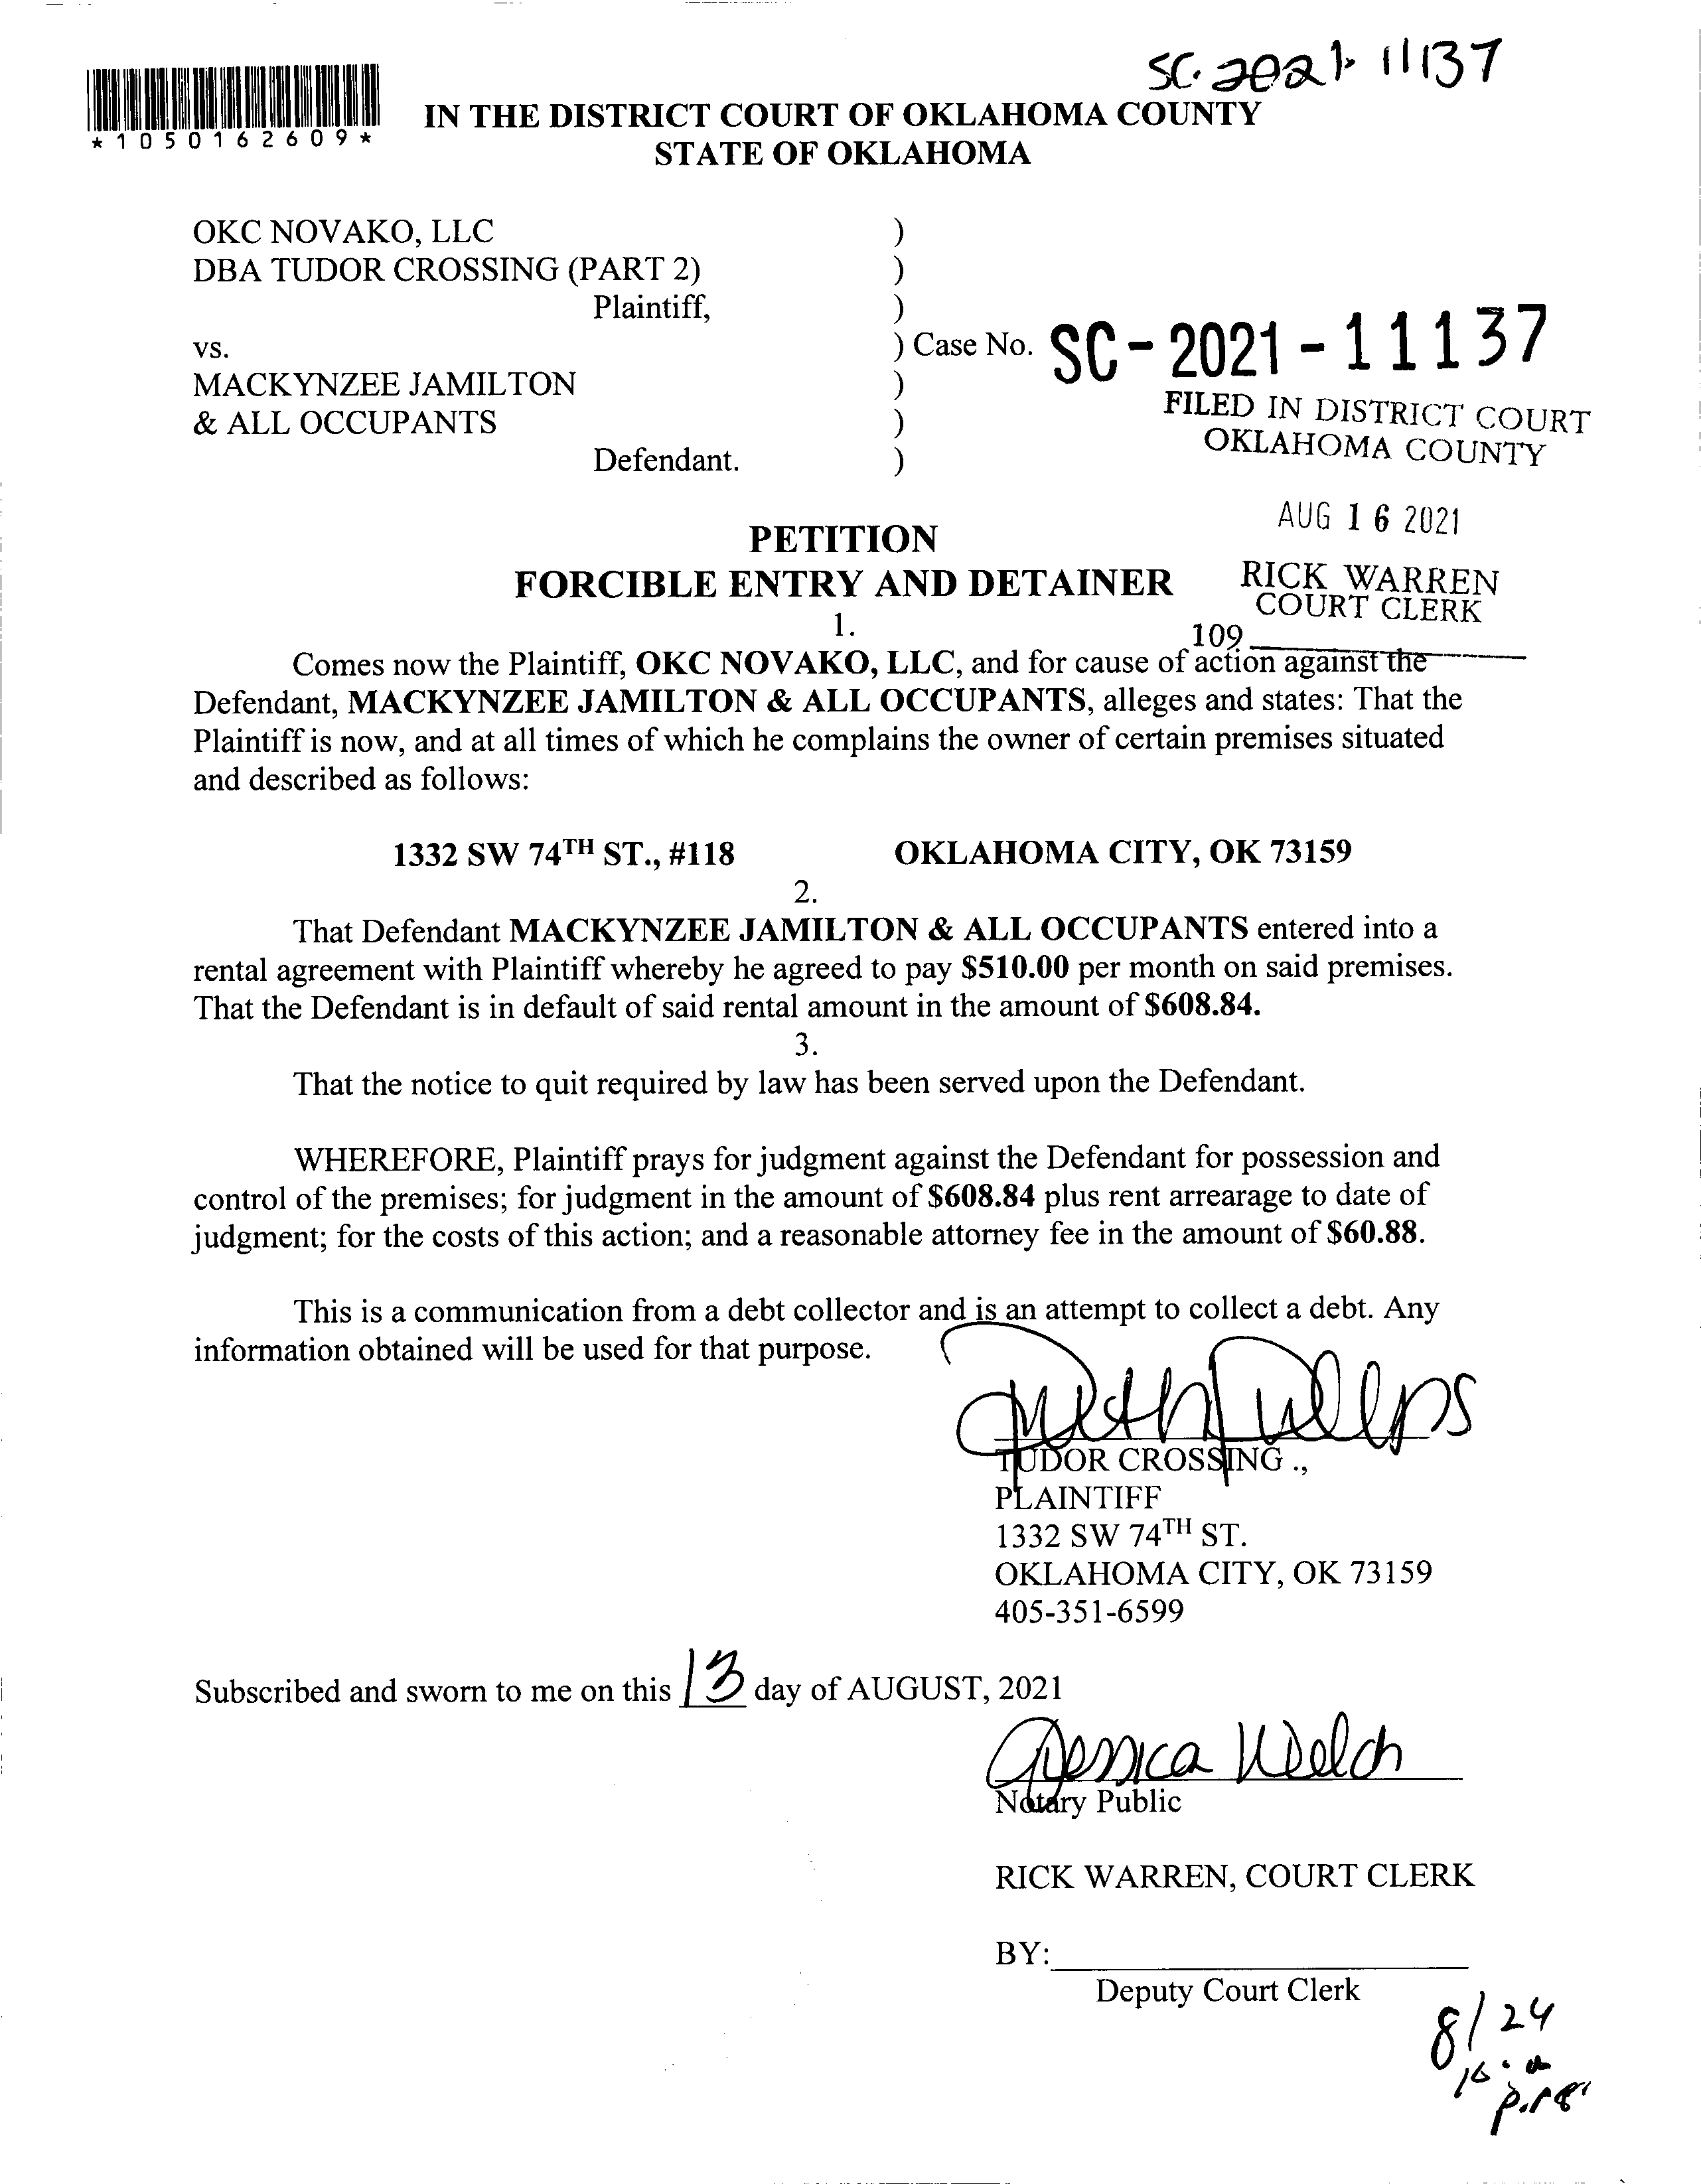 SC-2021-11137
*1050162609*
IN THE DISTRICT COURT OF OKLAHOMA COUNTY
STATE OF OKLAHOMA
OKC NOVAKO, LLC )
DBA TUDOR CROSSING (PART 2) )
Plaintiff, )
vs. ) Case No. SC-2021-11137
MACKYNZEE JAMILTON )
& ALL OCCUPANTS )
Defendant. )
FILED IN DISTRICT COURT
OKLAHOMA COUNTY
AUG 16 2021
RICK WARREN
COURT CLERK
109
PETITION
FORCIBLE ENTRY AND DETAINER
1.
Comes now the Plaintiff, OKC NOVAKO, LLC, and for cause of action against the
Defendant, MACKYNZEE JAMILTON & ALL OCCUPANTS, alleges and states: That the
Plaintiff is now, and at all times of which he complains the owner of certain premises situated
and described as follows:
1332 SW 74TH ST., #118 OKLAHOMA CITY, OK 73159
2.
That Defendant MACKYNZEE JAMILTON & ALL OCCUPANTS entered into a
rental agreement with Plaintiff whereby he agreed to pay $510.00 per month on said premises.
That the Defendant is in default of said rental amount in the amount of $608.84.
3.
That the notice to quit required by law has been served upon the Defendant.
WHEREFORE, Plaintiff prays for judgment against the Defendant for possession and
control of the premises; for judgment in the amount of $608.84 plus rent arrearage to date of
judgment; for the costs of this action; and a reasonable attorney fee in the amount of $60.88.
This is a communication from a debt collector and is an attempt to collect a debt. Any
information obtained will be used for that purpose.
TUDOR CROSSING .,
PLAINTIFF
1332 SW 74TH ST.
OKLAHOMA CITY, OK 73159
405-351-6599
Subscribed and sworn to me on this 13 day of AUGUST, 2021
Jessica Welch
Notary Public
RICK WARREN, COURT CLERK
BY:
Deputy Court Clerk
8/24